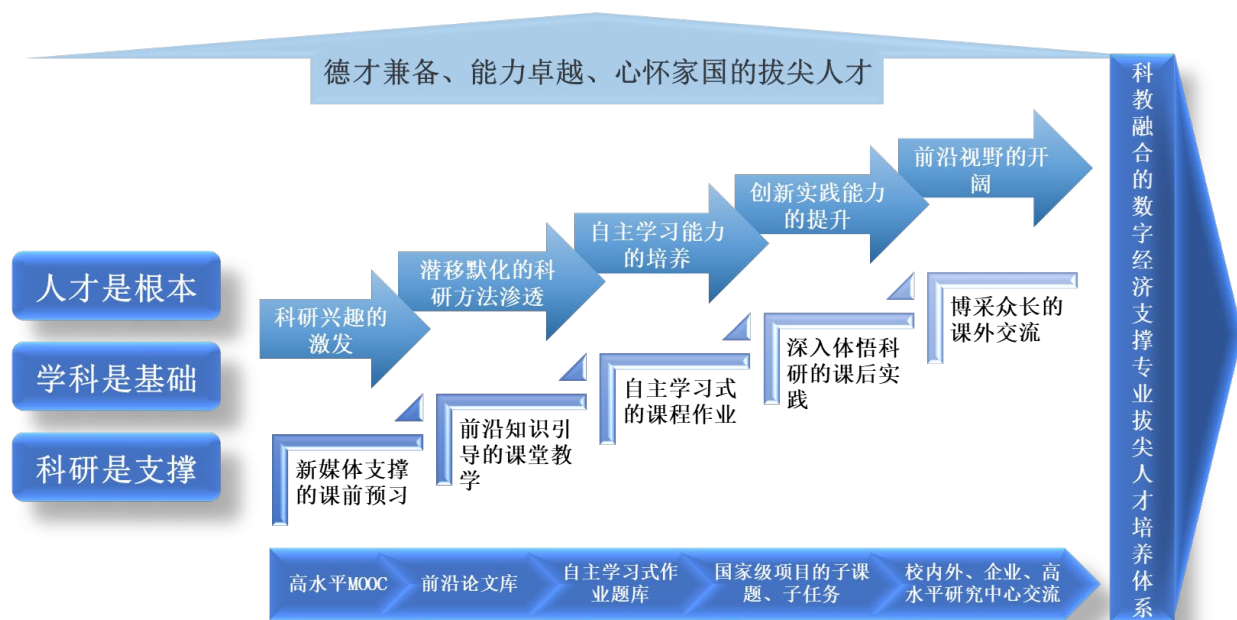 德才兼备、能力卓越、心怀家国的拔尖人才
科教融合的数字经济支撑专业拔尖人才培养体系
人才是根本
学科是基础
科研是支撑
科研兴趣的
激发
潜移默化的科
研方法渗透
自主学习能力
的培养
创新实践能力
的提升
前沿视野的开
阔
新媒体支撑
的课前预习
前沿知识引
导的课堂教
学
自主学习式
的课程作业
深入体悟科
研的课后实
践
博采众长的
课外交流
高水平MOOC
前沿论文库
自主学习式作
业题库
国家级项目的子课
题、子任务
校内外、企业、高
水平研究中心交流